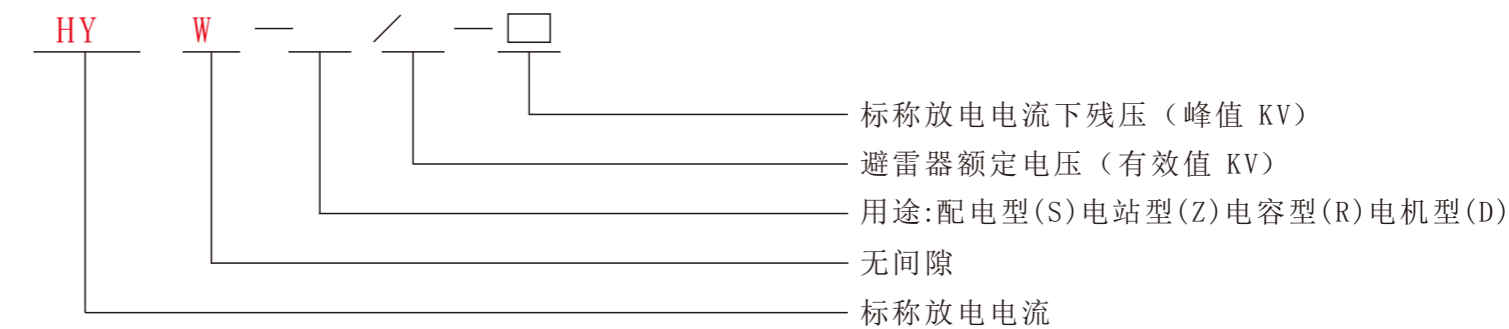 HY W — / — □
标称放电电流下残压（峰值 KV）
避雷器额定电压（有效值 KV）
用途:配电型(S)电站型(Z)电容型(R)电机型(D)
无间隙
标称放电电流